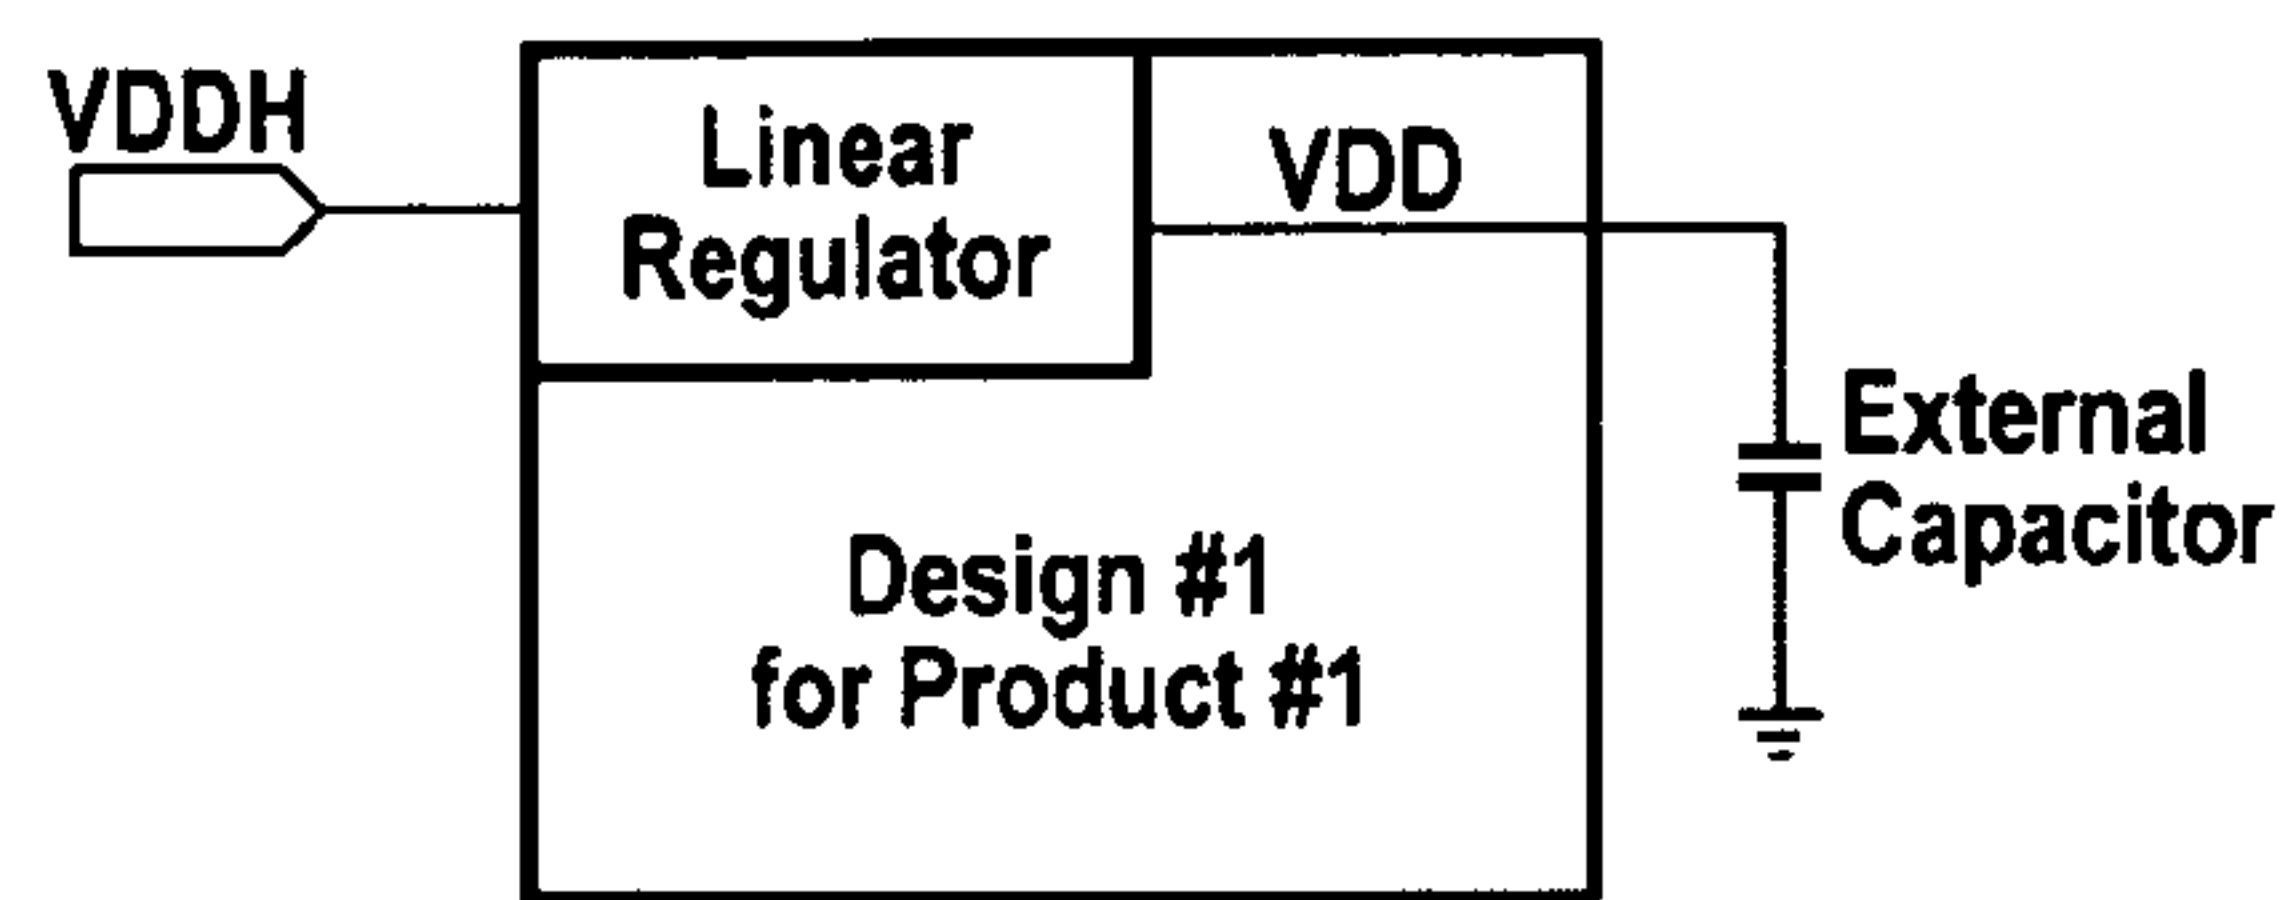 VDDH
Linear
Regulator
VDD
External
Capacitor
Design #1
for Product #1